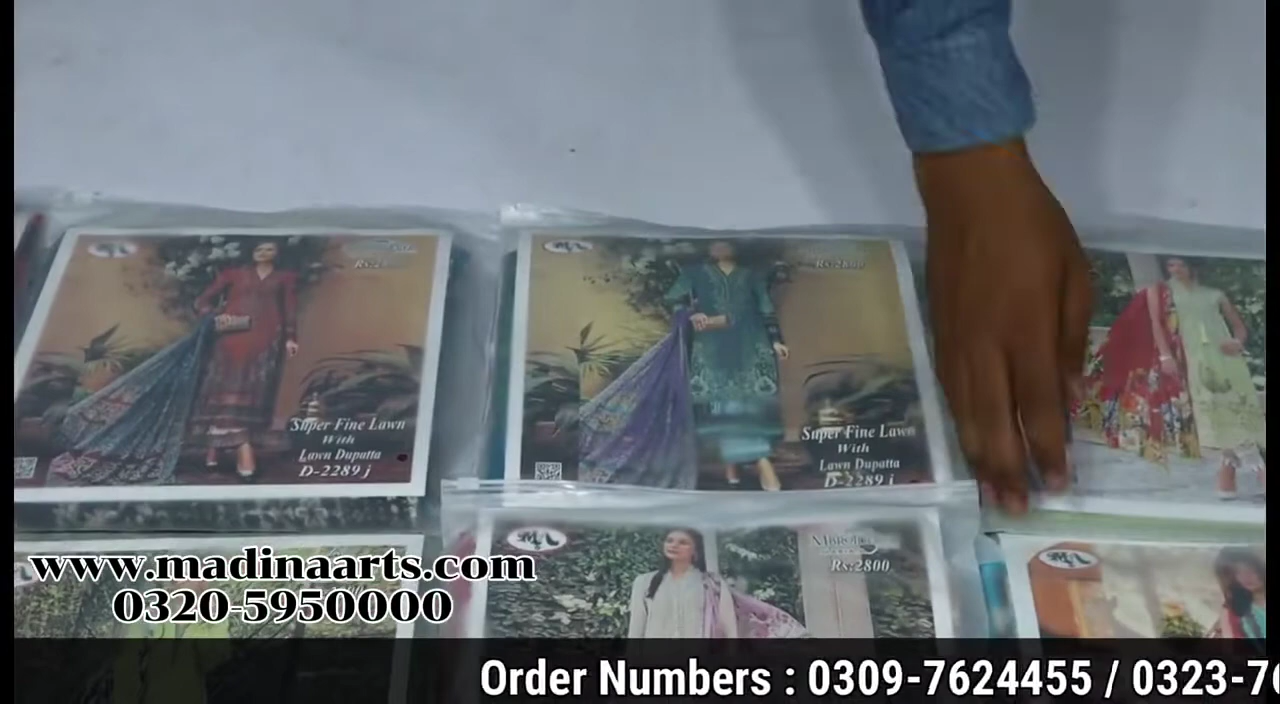 Rs:2800
Super Fine Lawn
With
Lawn Dupatta
D-2289 j
Super Fine Lawn
With
Lawn Dupatta
D-2289 j
Rs:2800
www.madinaarts.com
0320-5950000
Order Numbers : 0309-7624455 / 0323-76